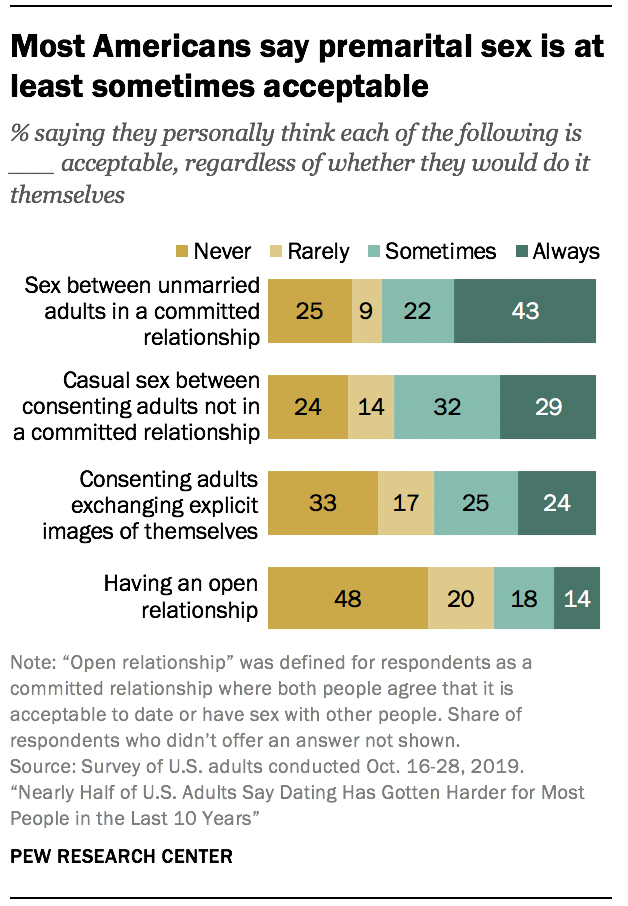 Most Americans say premarital sex is at
least sometimes acceptable
% saying they personally think each of the following is
___ acceptable, regardless of whether they would do it
themselves
Never Rarely Sometimes Always
Sex between unmarried
adults in a committed
relationship
25 9 22 43
Casual sex between
consenting adults not in
a committed relationship
24 14 32 29
Consenting adults
exchanging explicit
images of themselves
33 17 25 24
Having an open
relationship
48 20 18 14
Note: “Open relationship” was defined for respondents as a
committed relationship where both people agree that it is
acceptable to date or have sex with other people. Share of
respondents who didn’t offer an answer not shown.
Source: Survey of U.S. adults conducted Oct. 16-28, 2019.
“Nearly Half of U.S. Adults Say Dating Has Gotten Harder for Most
People in the Last 10 Years”
PEW RESEARCH CENTER